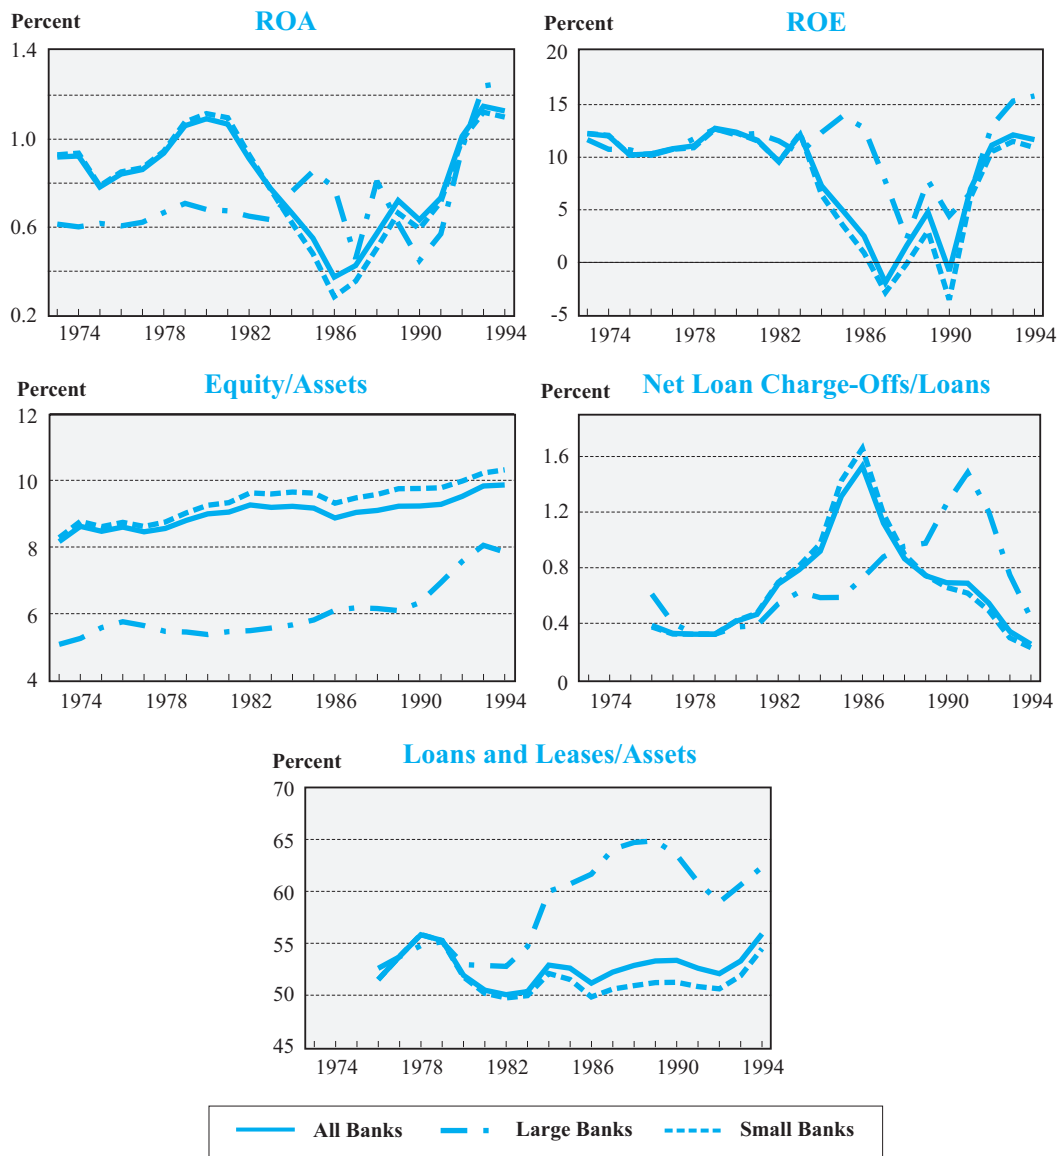 ROA
Percent
1.4
1.0
0.6
0.2
1974 1978 1982 1986 1990 1994
ROE
Percent
20
15
10
5
0
-5
1974 1978 1982 1986 1990 1994
Equity/Assets
Percent
12
10
8
6
4
1974 1978 1982 1986 1990 1994
Net Loan Charge-Offs/Loans
Percent
1.6
1.2
0.8
0.4
0
1974 1978 1982 1986 1990 1994
Loans and Leases/Assets
Percent
70
65
60
55
50
45
1974 1978 1982 1986 1990 1994
All Banks Large Banks Small Banks